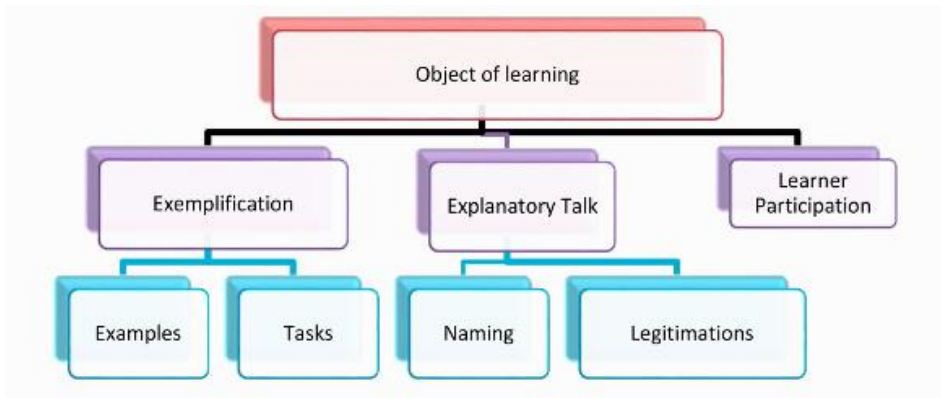 Object of learning
Exemplification
Explanatory Talk
Learner
Participation
Examples
Tasks
Naming
Legitimations